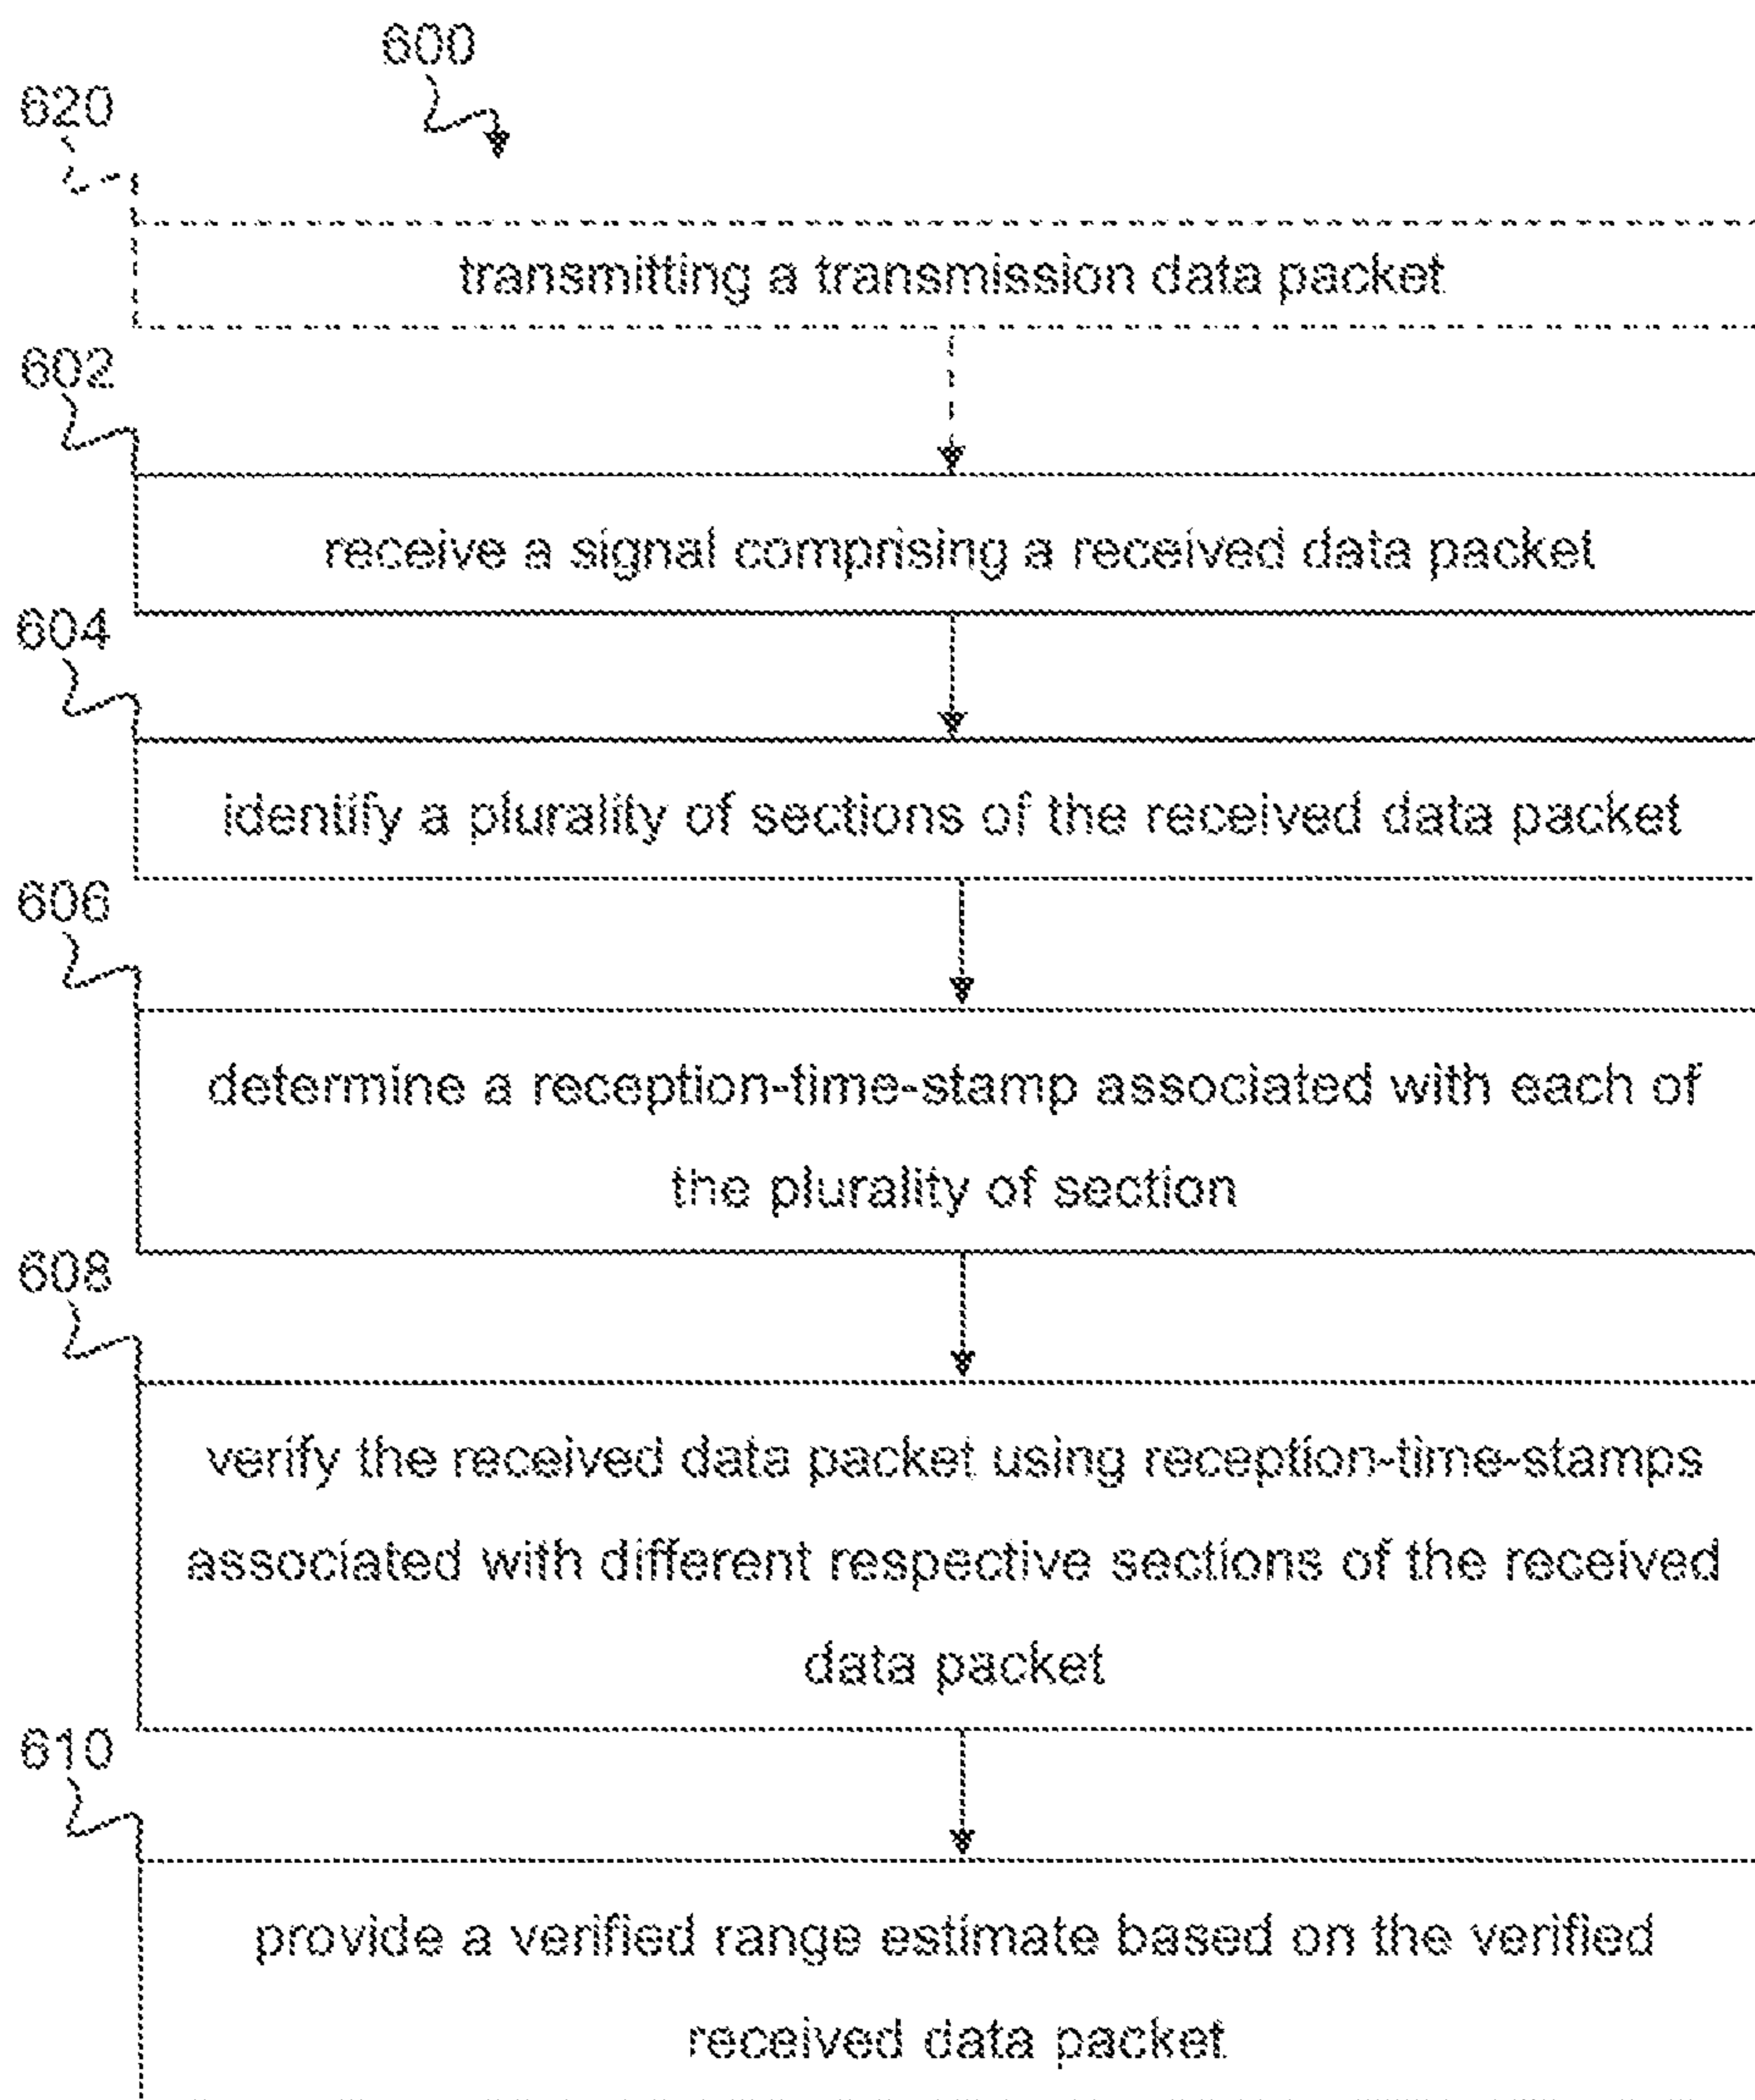 600
620
transmitting a transmission data packet
602
receive a signal comprising a received data packet
604
identify a plurality of sections of the received data packet
606
determine a reception-time-stamp associated with each of
the plurality of section
608
verify the received data packet using reception-time-stamps
associated with different respective sections of the received
data packet
610
provide a verified range estimate based on the verified
received data packet